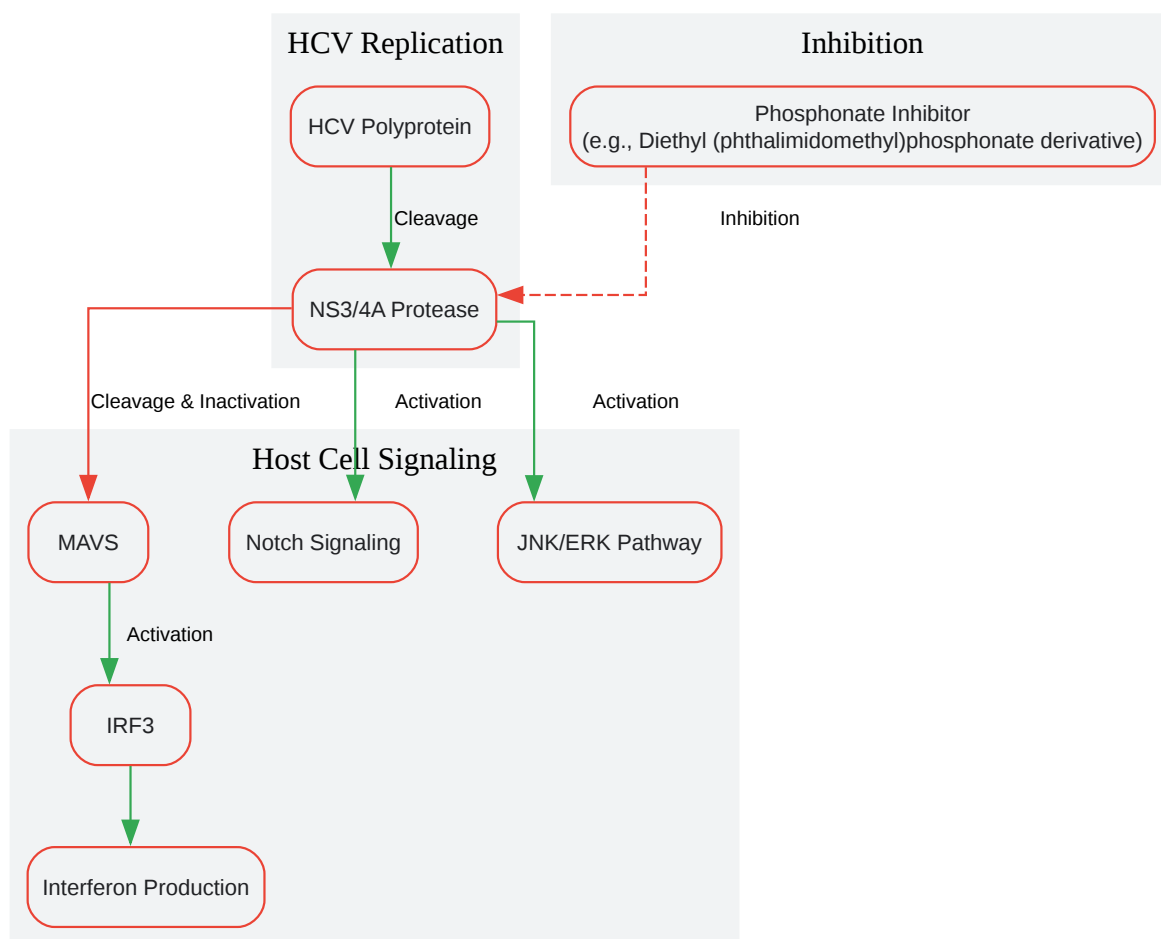 HCV Replication
Inhibition
HCV Polyprotein
Phosphonate Inhibitor
(e.g., Diethyl (phthalimidomethyl)phosphonate derivative)
Cleavage
Inhibition
NS3/4A Protease
Cleavage & Inactivation
Activation
Activation
Host Cell Signaling
MAVS
Notch Signaling
JNK/ERK Pathway
Activation
IRF3
Interferon Production